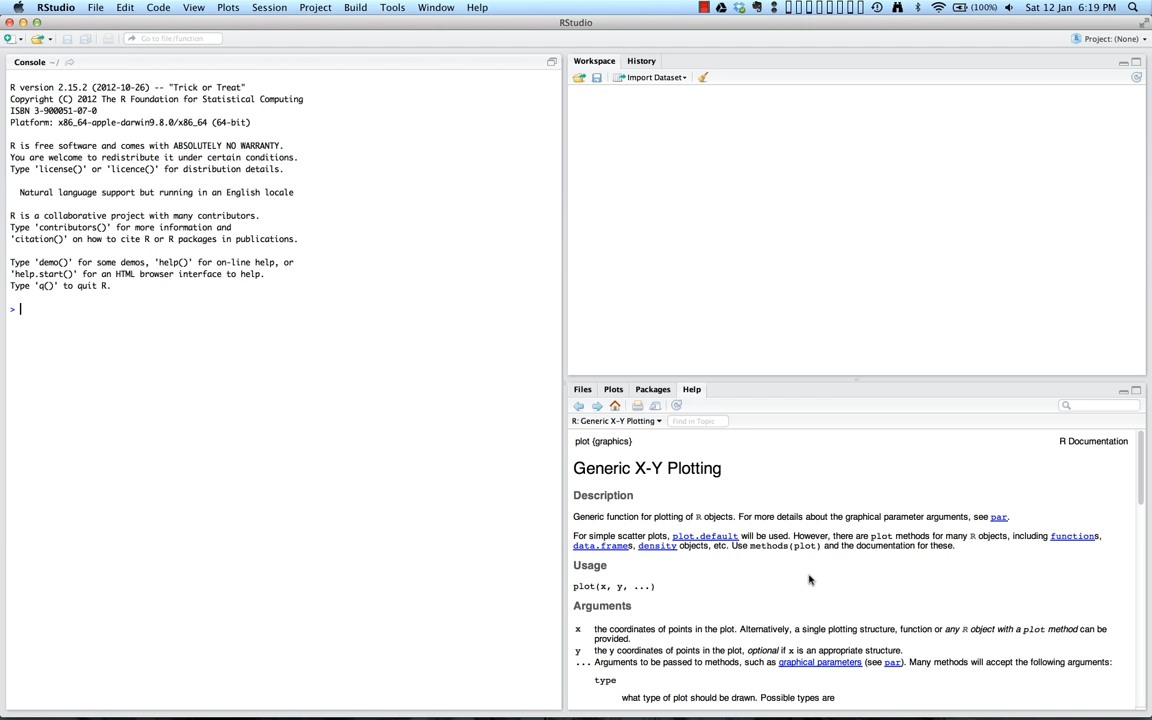 RStudio File Edit Code View Plots Session Project Build Tools Window Help (100%) Sat 12 Jan 6:19 PM
RStudio
Go to file/function Project: (None)
Console ~/
R version 2.15.2 (2012-10-26) -- "Trick or Treat"
Copyright (C) 2012 The R Foundation for Statistical Computing
ISBN 3-900051-07-0
Platform: x86_64-apple-darwin9.8.0/x86_64 (64-bit)
R is free software and comes with ABSOLUTELY NO WARRANTY.
You are welcome to redistribute it under certain conditions.
Type 'license()' or 'licence()' for distribution details.
Natural language support but running in an English locale
R is a collaborative project with many contributors.
Type 'contributors()' for more information and
'citation()' on how to cite R or R packages in publications.
Type 'demo()' for some demos, 'help()' for on-line help, or
'help.start()' for an HTML browser interface to help.
Type 'q()' to quit R.
>
Workspace History
Import Dataset
Files Plots Packages Help
R: Generic X-Y Plotting Find in Topic
plot {graphics} R Documentation
Generic X-Y Plotting
Description
Generic function for plotting of R objects. For more details about the graphical parameter arguments, see par.
For simple scatter plots, plot.default will be used. However, there are plot methods for many R objects, including functions,
data.frames, density objects, etc. Use methods(plot) and the documentation for these.
Usage
plot(x, y, ...)
Arguments
x the coordinates of points in the plot. Alternatively, a single plotting structure, function or any R object with a plot method can be
provided.
y the y coordinates of points in the plot, optional if x is an appropriate structure.
... Arguments to be passed to methods, such as graphical parameters (see par). Many methods will accept the following arguments:
type
what type of plot should be drawn. Possible types are